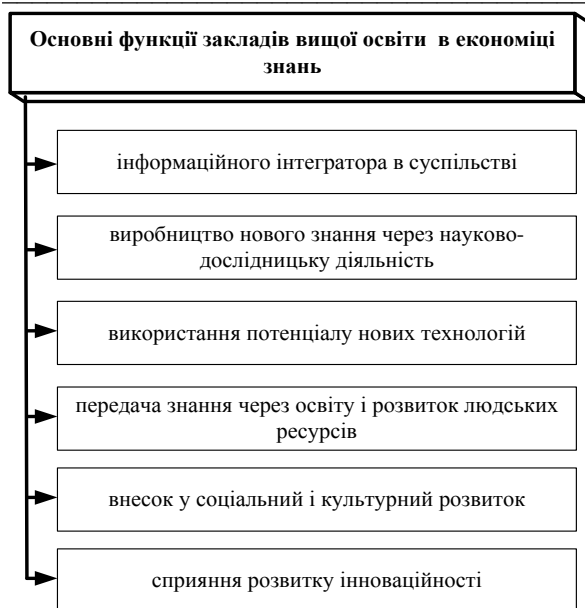 Основні функції закладів вищої освіти в економіці
знань
інформаційного інтегратора в суспільстві
виробництво нового знання через науково-
дослідницьку діяльність
використання потенціалу нових технологій
передача знання через освіту і розвиток людських
ресурсів
внесок у соціальний і культурний розвиток
сприяння розвитку інноваційності